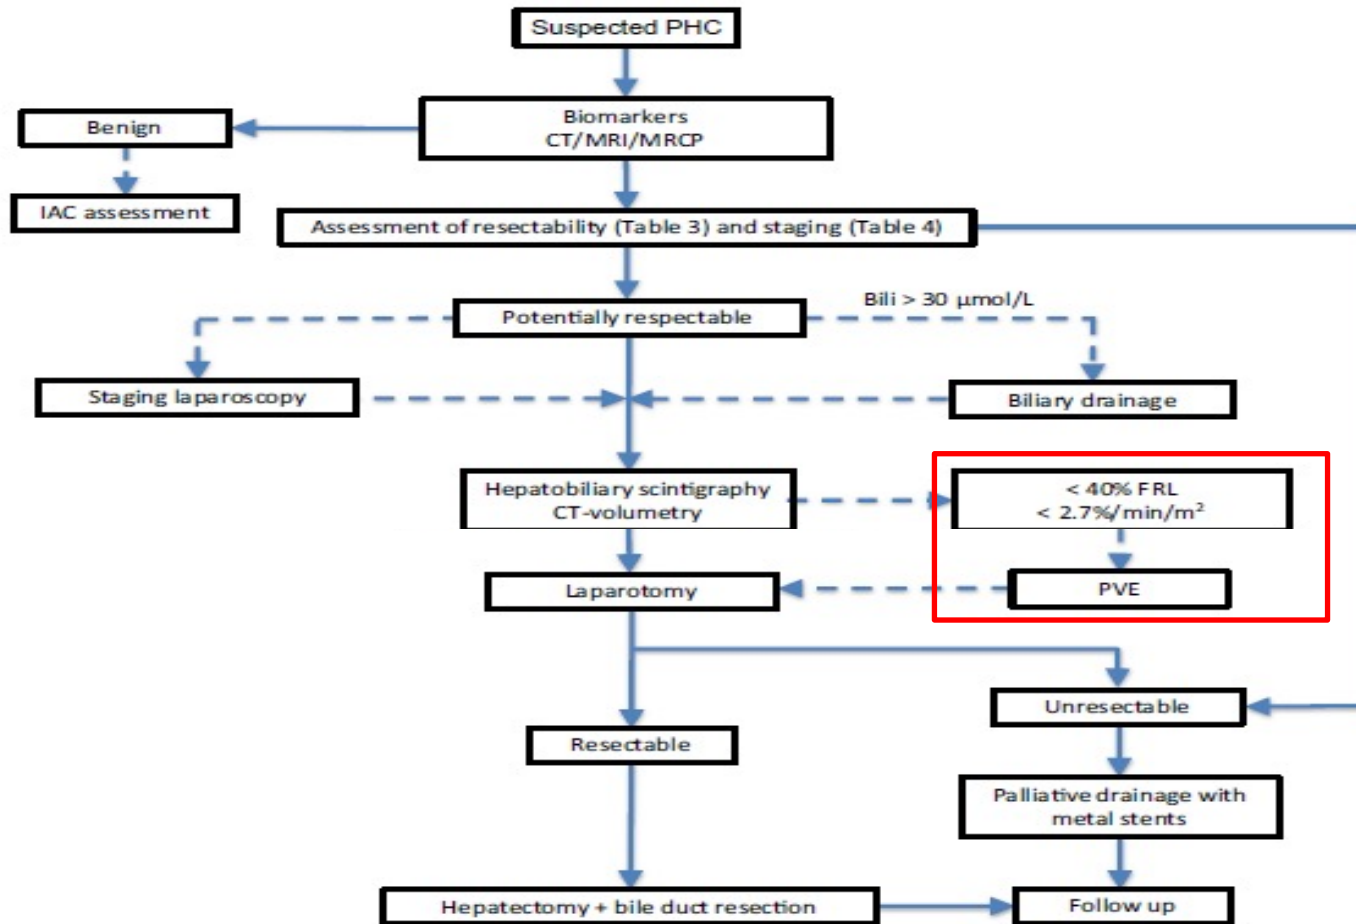 Suspected PHC
Biomarkers
CT/MRI/MRCP
Benign
IAC assessment
Assessment of resectability (Table 3) and staging (Table 4)
Bili > 30 µmol/L
Potentially respectable
Staging laparoscopy
Biliary drainage
Hepatobiliary scintigraphy
CT-volumetry
< 40% FRL
< 2.7%/min/m²
Laparotomy
PVE
Unresectable
Resectable
Palliative drainage with
metal stents
Hepatectomy + bile duct resection
Follow up